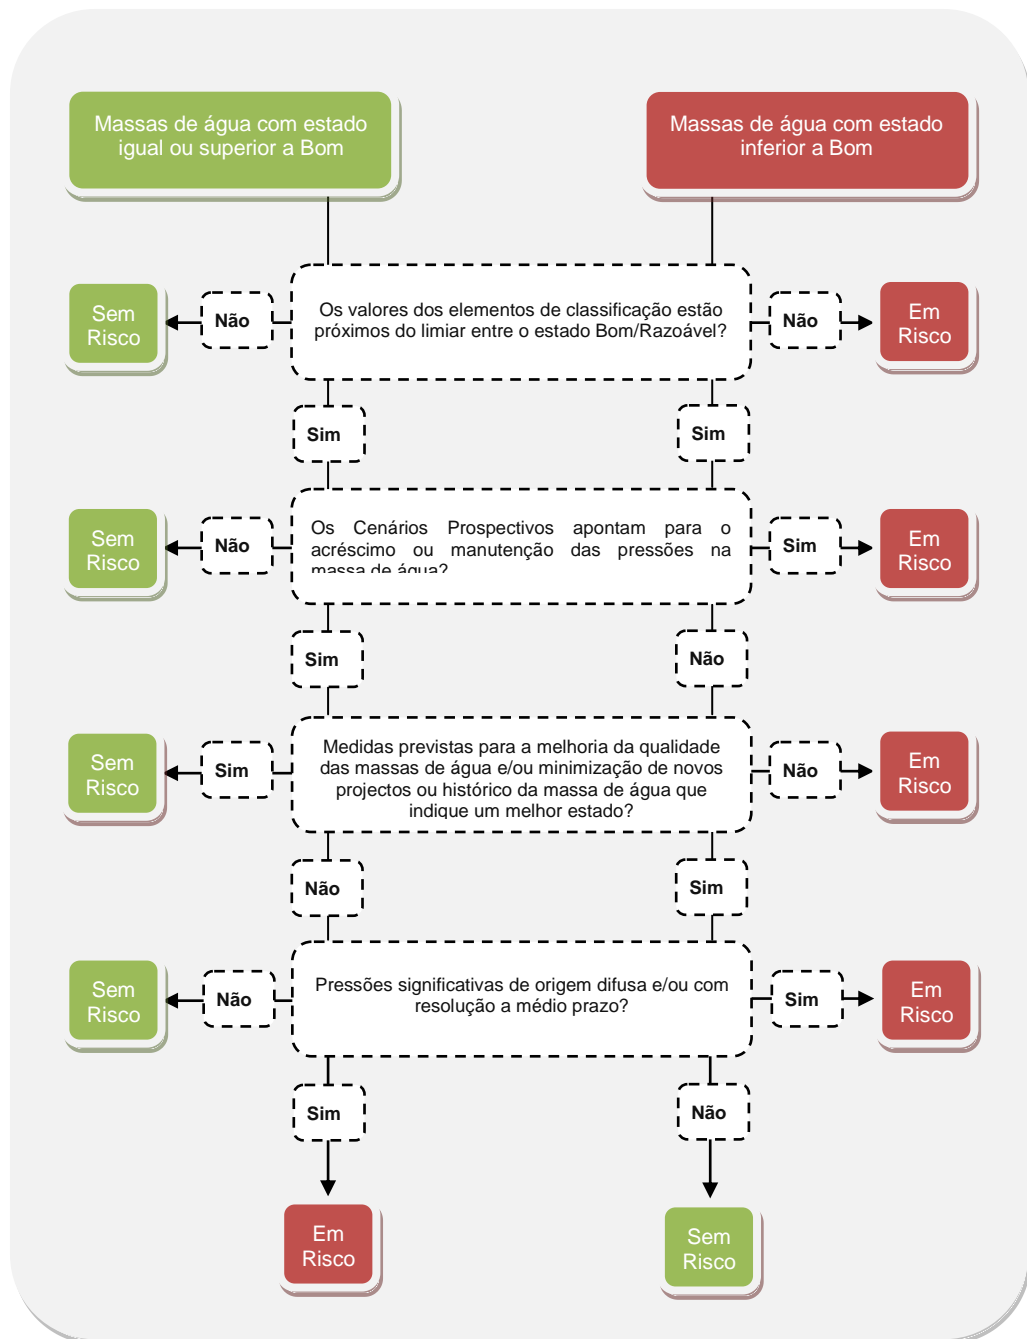 Massas de água com estado
igual ou superior a Bom
Massas de água com estado
inferior a Bom
Sem
Risco
Não
Os valores dos elementos de classificação estão
próximos do limiar entre o estado Bom/Razoável?
Não
Em
Risco
Sim
Sim
Sem
Risco
Não
Os Cenários Prospectivos apontam para o
acréscimo ou manutenção das pressões na
massa de água?
Sim
Em
Risco
Sim
Não
Sem
Risco
Sim
Medidas previstas para a melhoria da qualidade
das massas de água e/ou minimização de novos
projectos ou histórico da massa de água que
indique um melhor estado?
Não
Em
Risco
Não
Sim
Sem
Risco
Não
Pressões significativas de origem difusa e/ou com
resolução a médio prazo?
Sim
Em
Risco
Sim
Não
Em
Risco
Sem
Risco